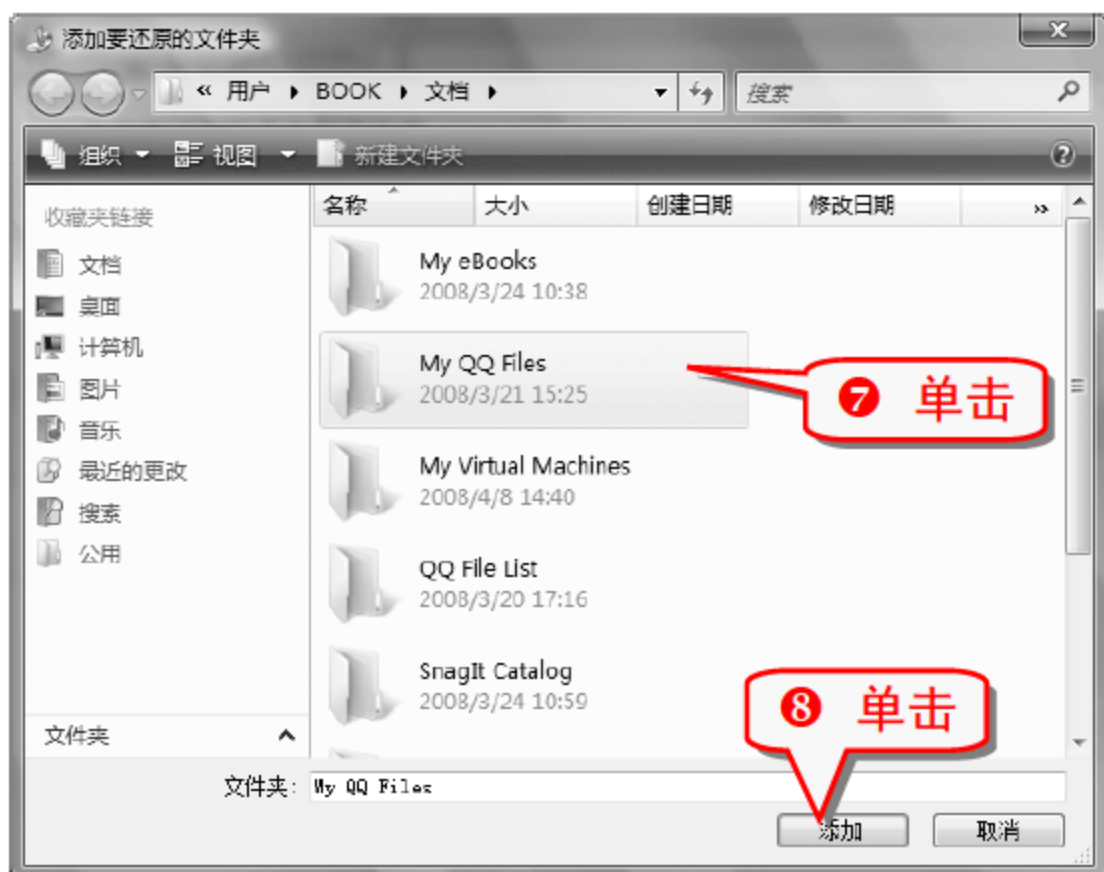 添加要还原的文件夹
« 用户 ▸ BOOK ▸ 文档 ▸ 搜索
组织 视图 新建文件夹
收藏夹链接
文档
桌面
计算机
图片
音乐
最近的更改
搜索
公用
文件夹
名称 大小 创建日期 修改日期 »
My eBooks
2008/3/24 10:38
My QQ Files
2008/3/21 15:25
❼ 单击
My Virtual Machines
2008/4/8 14:40
QQ File List
2008/3/20 17:16
SnagIt Catalog
2008/3/24 10:59
❽ 单击
文件夹: My QQ Files
添加 取消